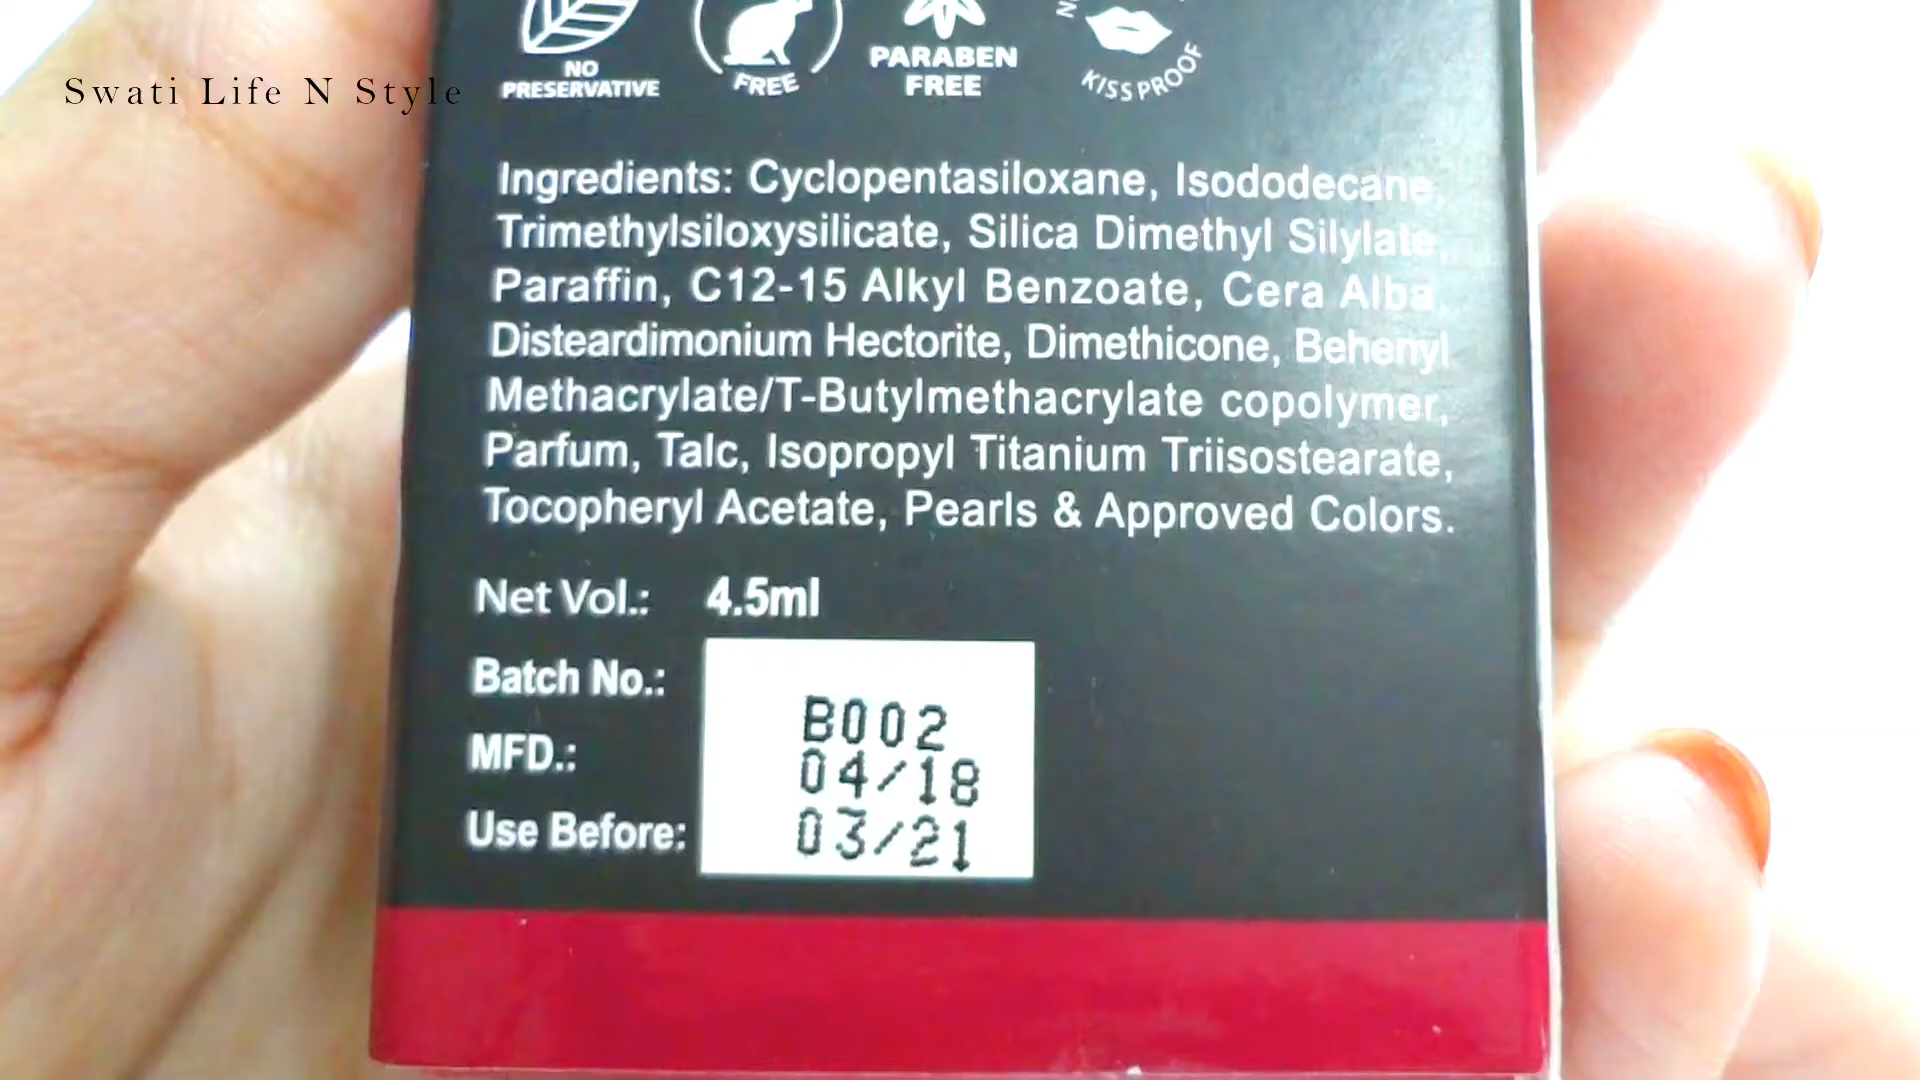 Swati Life N Style
NO
PRESERVATIVE
FREE
PARABEN
FREE
KISS PROOF
Ingredients: Cyclopentasiloxane, Isododecane,
Trimethylsiloxysilicate, Silica Dimethyl Silylate,
Paraffin, C12-15 Alkyl Benzoate, Cera Alba,
Disteardimonium Hectorite, Dimethicone, Behenyl
Methacrylate/T-Butylmethacrylate copolymer,
Parfum, Talc, Isopropyl Titanium Triisostearate,
Tocopheryl Acetate, Pearls & Approved Colors.
Net Vol.: 4.5ml
Batch No.: B002
MFD.: 04/18
Use Before: 03/21